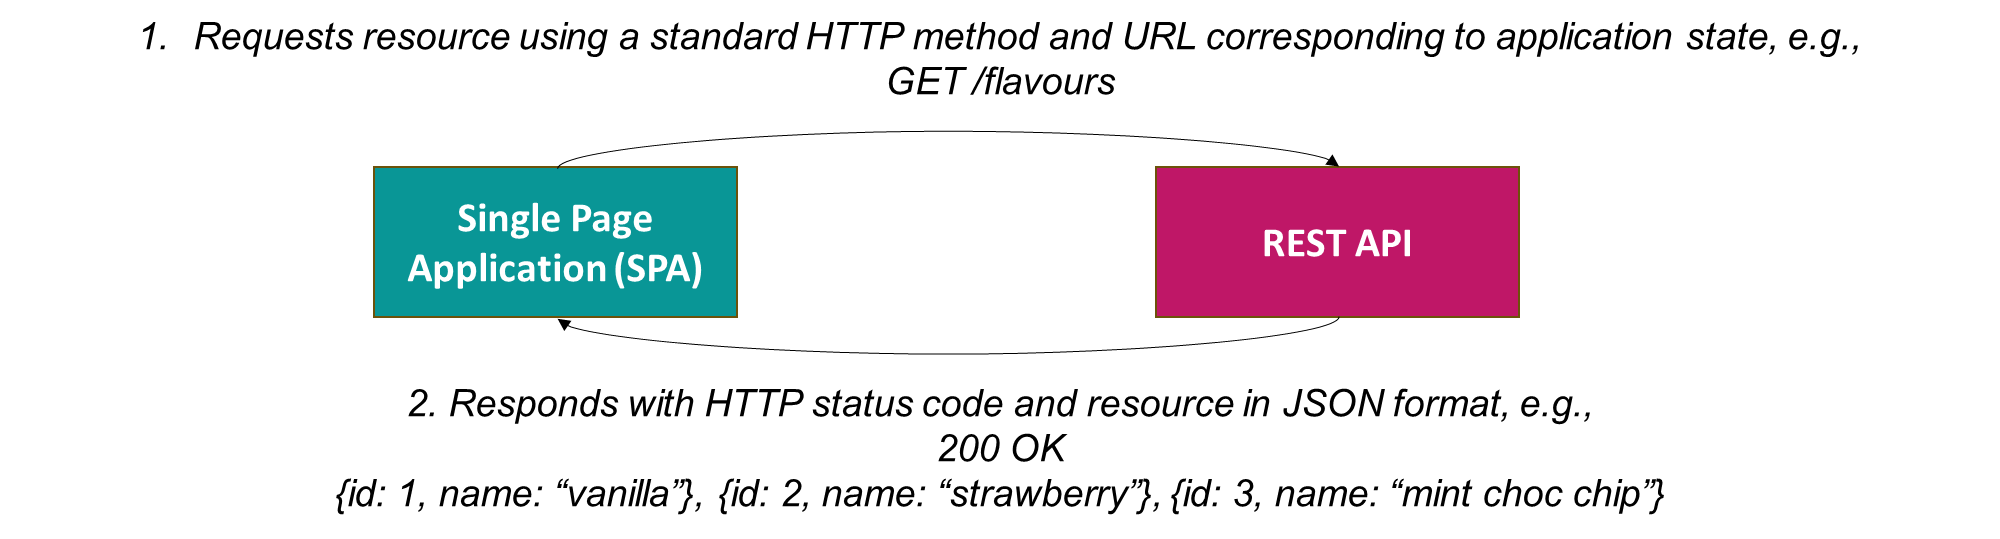 1. Requests resource using a standard HTTP method and URL corresponding to application state, e.g.,
GET /flavours
Single Page
Application (SPA)
REST API
2. Responds with HTTP status code and resource in JSON format, e.g.,
200 OK
{id: 1, name: “vanilla”}, {id: 2, name: “strawberry”}, {id: 3, name: “mint choc chip”}